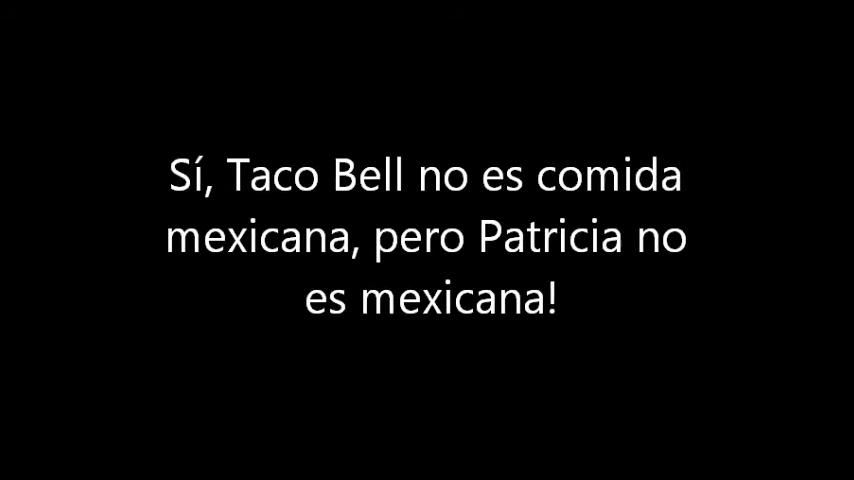 Sí, Taco Bell no es comida
mexicana, pero Patricia no
es mexicana!